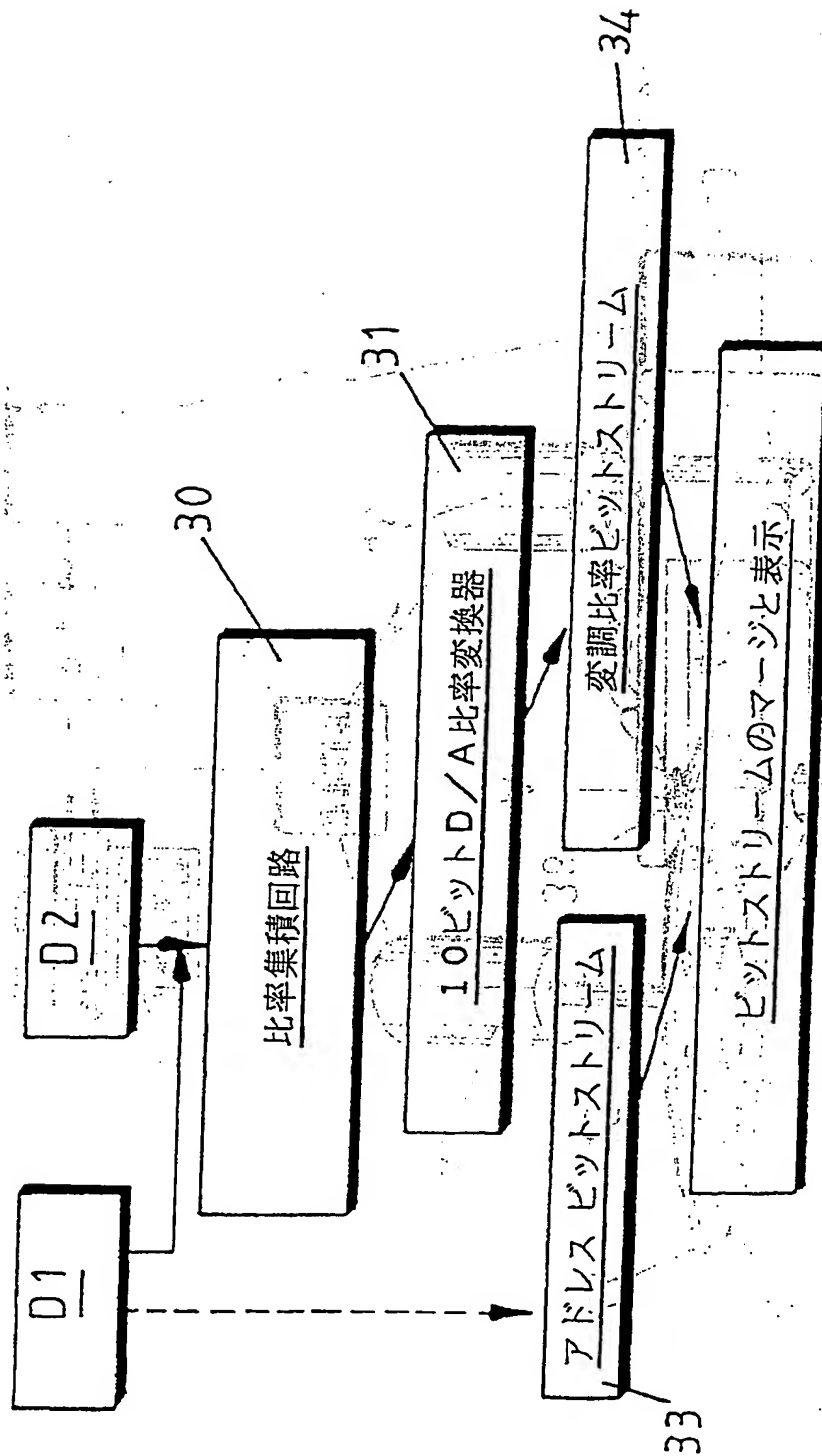 D1
D2
比率集積回路
30
10ビットD/A比率変換器
31
アドレス ビットストリーム
33
変調比率ビットストリーム
34
ビットストリームのマージと表示
39